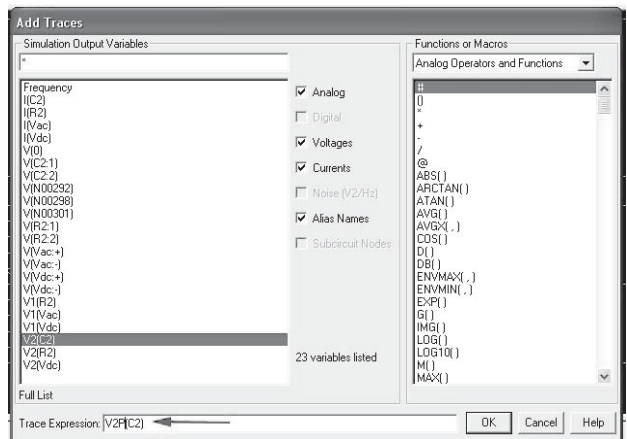 Add Traces
Simulation Output Variables
*
Frequency
I(C2)
I(R2)
I(Vac)
I(Vdc)
V(0)
V(C2:1)
V(C2:2)
V(N00292)
V(N00298)
V(N00301)
V(R2:1)
V(R2:2)
V(Vac:+)
V(Vac:-)
V(Vdc:+)
V(Vdc:-)
V1(R2)
V1(Vac)
V1(Vdc)
V2(C2)
V2(R2)
V2(Vdc)
Full List
Analog
Digital
Voltages
Currents
Noise (V2/Hz)
Alias Names
Subcircuit Nodes
23 variables listed
Functions or Macros
Analog Operators and Functions
#
()
*
+
-
/
@
ABS( )
ARCTAN( )
ATAN( )
AVG( )
AVGX( , )
COS( )
D( )
DB( )
ENVMAX( , )
ENVMIN( , )
EXP( )
G( )
IMG( )
LOG( )
LOG10( )
M( )
MAX( )
Trace Expression: V2P(C2)
OK Cancel Help